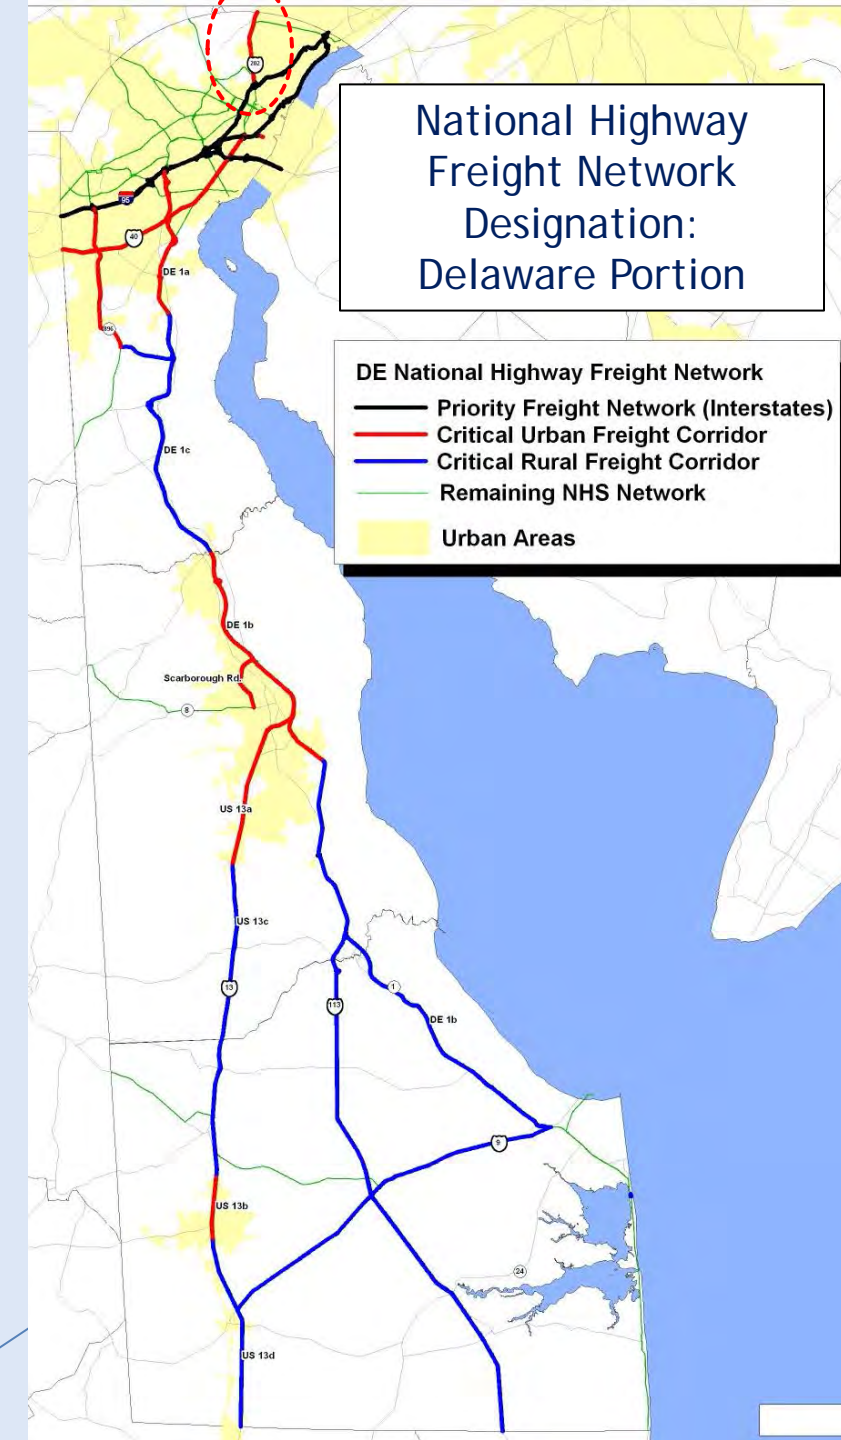 National Highway
Freight Network
Designation:
Delaware Portion
DE National Highway Freight Network
Priority Freight Network (Interstates)
Critical Urban Freight Corridor
Critical Rural Freight Corridor
Remaining NHS Network
Urban Areas
202
95
40
DE 1a
896
DE 1c
DE 1b
Scarborough Rd.
8
US 13a
US 13c
13
1
113
DE 1b
9
US 13b
24
US 13d